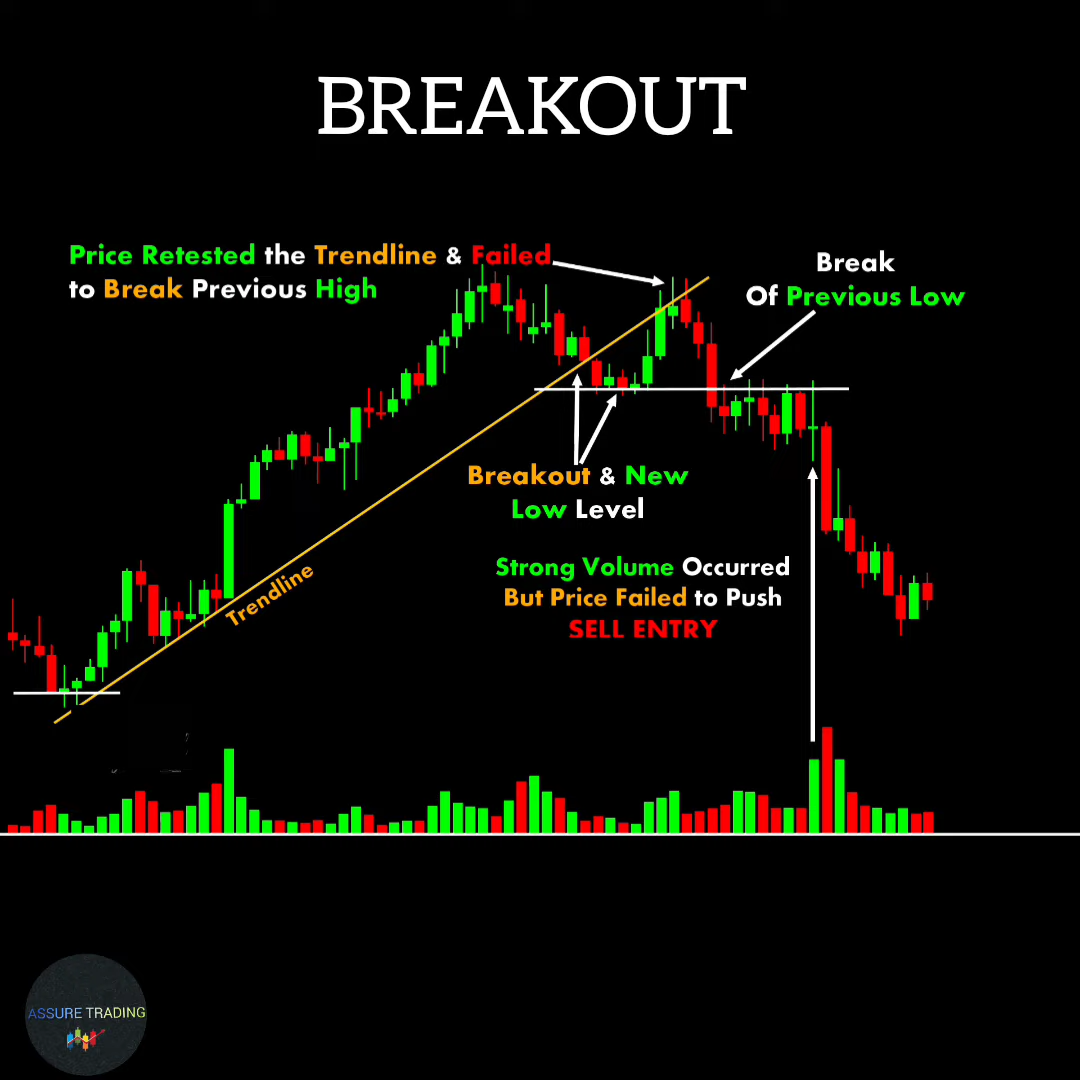 BREAKOUT
Price Retested the Trendline & Failed
to Break Previous High
Break
Of Previous Low
Breakout & New
Low Level
Strong Volume Occurred
But Price Failed to Push
SELL ENTRY
Trendline
ASSURE TRADING